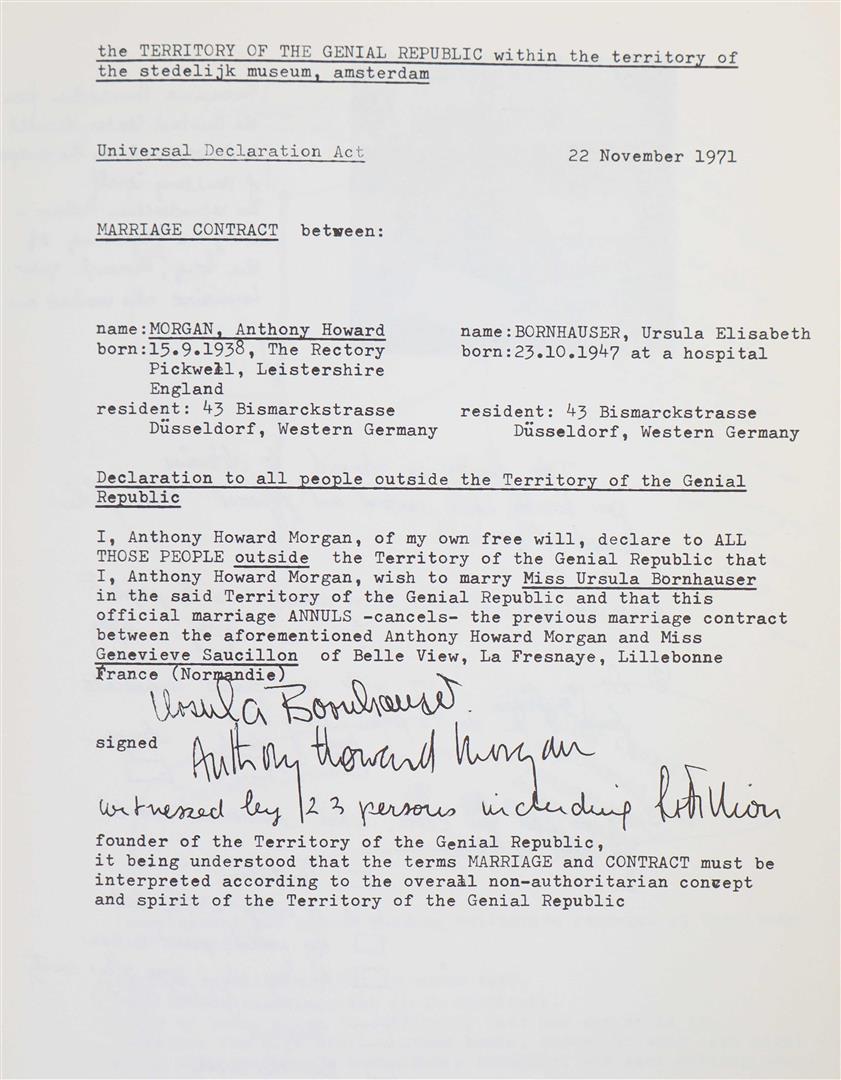 the TERRITORY OF THE GENIAL REPUBLIC within the territory of
the stedelijk museum, amsterdam
Universal Declaration Act 22 November 1971
MARRIAGE CONTRACT between:
name:MORGAN, Anthony Howard name:BORNHAUSER, Ursula Elisabeth
born:15.9.1938, The Rectory born:23.10.1947 at a hospital
Pickwell, Leistershire
England
resident: 43 Bismarckstrasse resident: 43 Bismarckstrasse
Düsseldorf, Western Germany Düsseldorf, Western Germany
Declaration to all people outside the Territory of the Genial
Republic
I, Anthony Howard Morgan, of my own free will, declare to ALL
THOSE PEOPLE outside the Territory of the Genial Republic that
I, Anthony Howard Morgan, wish to marry Miss Ursula Bornhauser
in the said Territory of the Genial Republic and that this
official marriage ANNULS -cancels- the previous marriage contract
between the aforementioned Anthony Howard Morgan and Miss
Genevieve Saucillon of Belle View, La Fresnaye, Lillebonne
France (Normandie)
Ursula Bornhauser.
signed Anthony Howard Morgan
witnessed by 123 persons including
founder of the Territory of the Genial Republic,
it being understood that the terms MARRIAGE and CONTRACT must be
interpreted according to the overall non-authoritarian concept
and spirit of the Territory of the Genial Republic